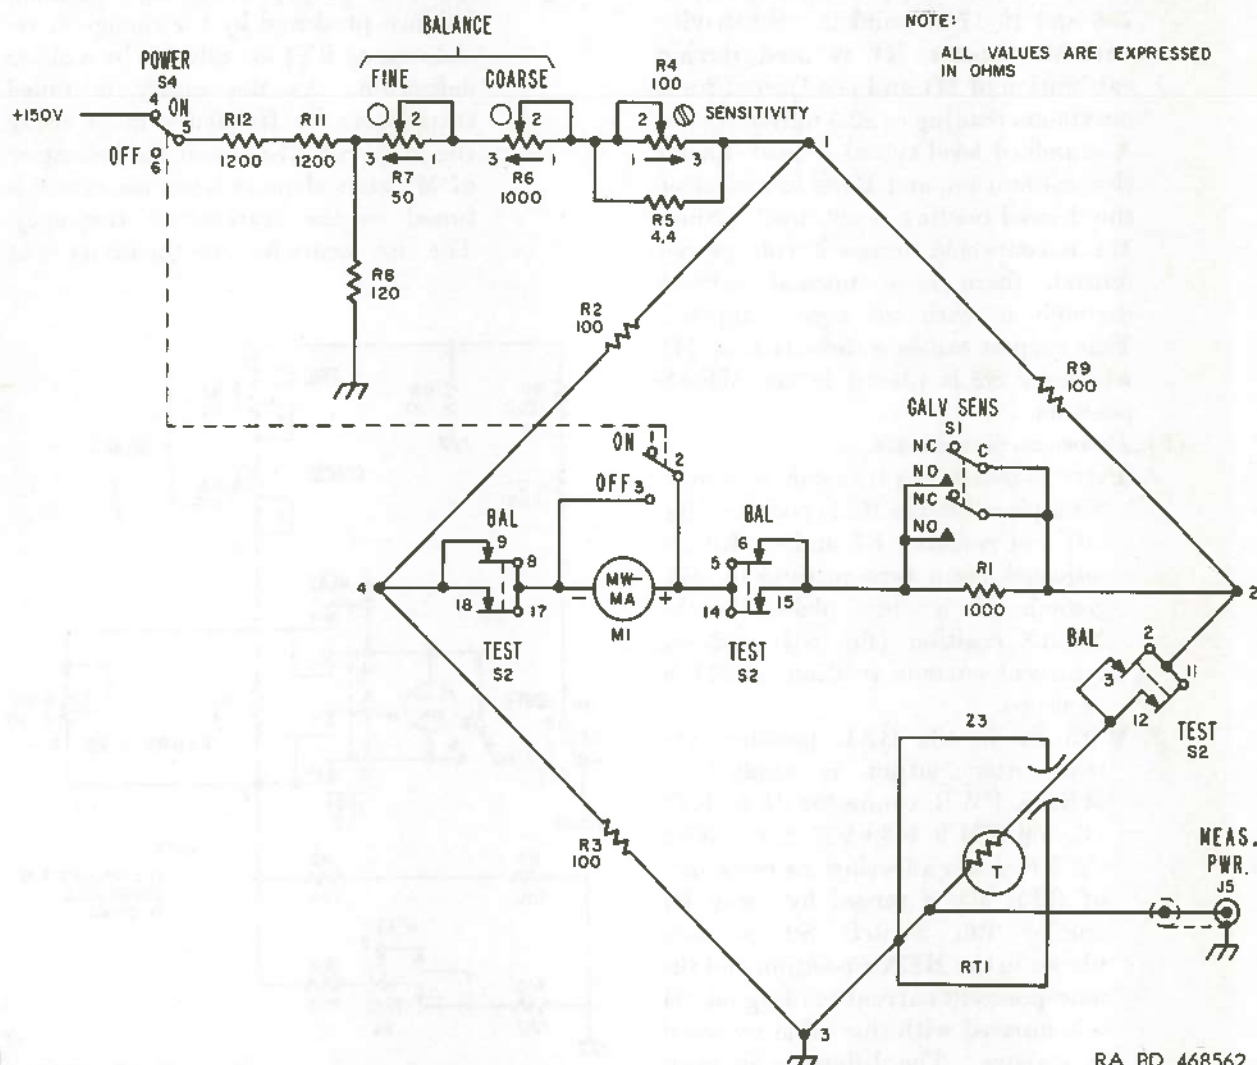 BALANCE
NOTE:
ALL VALUES ARE EXPRESSED
IN OHMS
POWER
S4
4
ON
5
+150V
OFF
6
R12
1200
R11
1200
FINE
2
3
R7
50
COARSE
2
3
1
R6
1000
R4
100
2
SENSITIVITY
3
R5
4.4
1
R8
120
R2
100
R9
100
GALV SENS
S1
NC
C
NO
NC
NO
ON
1
2
OFF
3
BAL
9
8
18
17
TEST
S2
4
-
MW-
MA
+
M1
BAL
6
5
15
14
TEST
S2
R1
1000
2
BAL
2
3
11
12
TEST
S2
23
T
R3
100
RT1
MEAS.
PWR.
J5
3
RA PD 468562